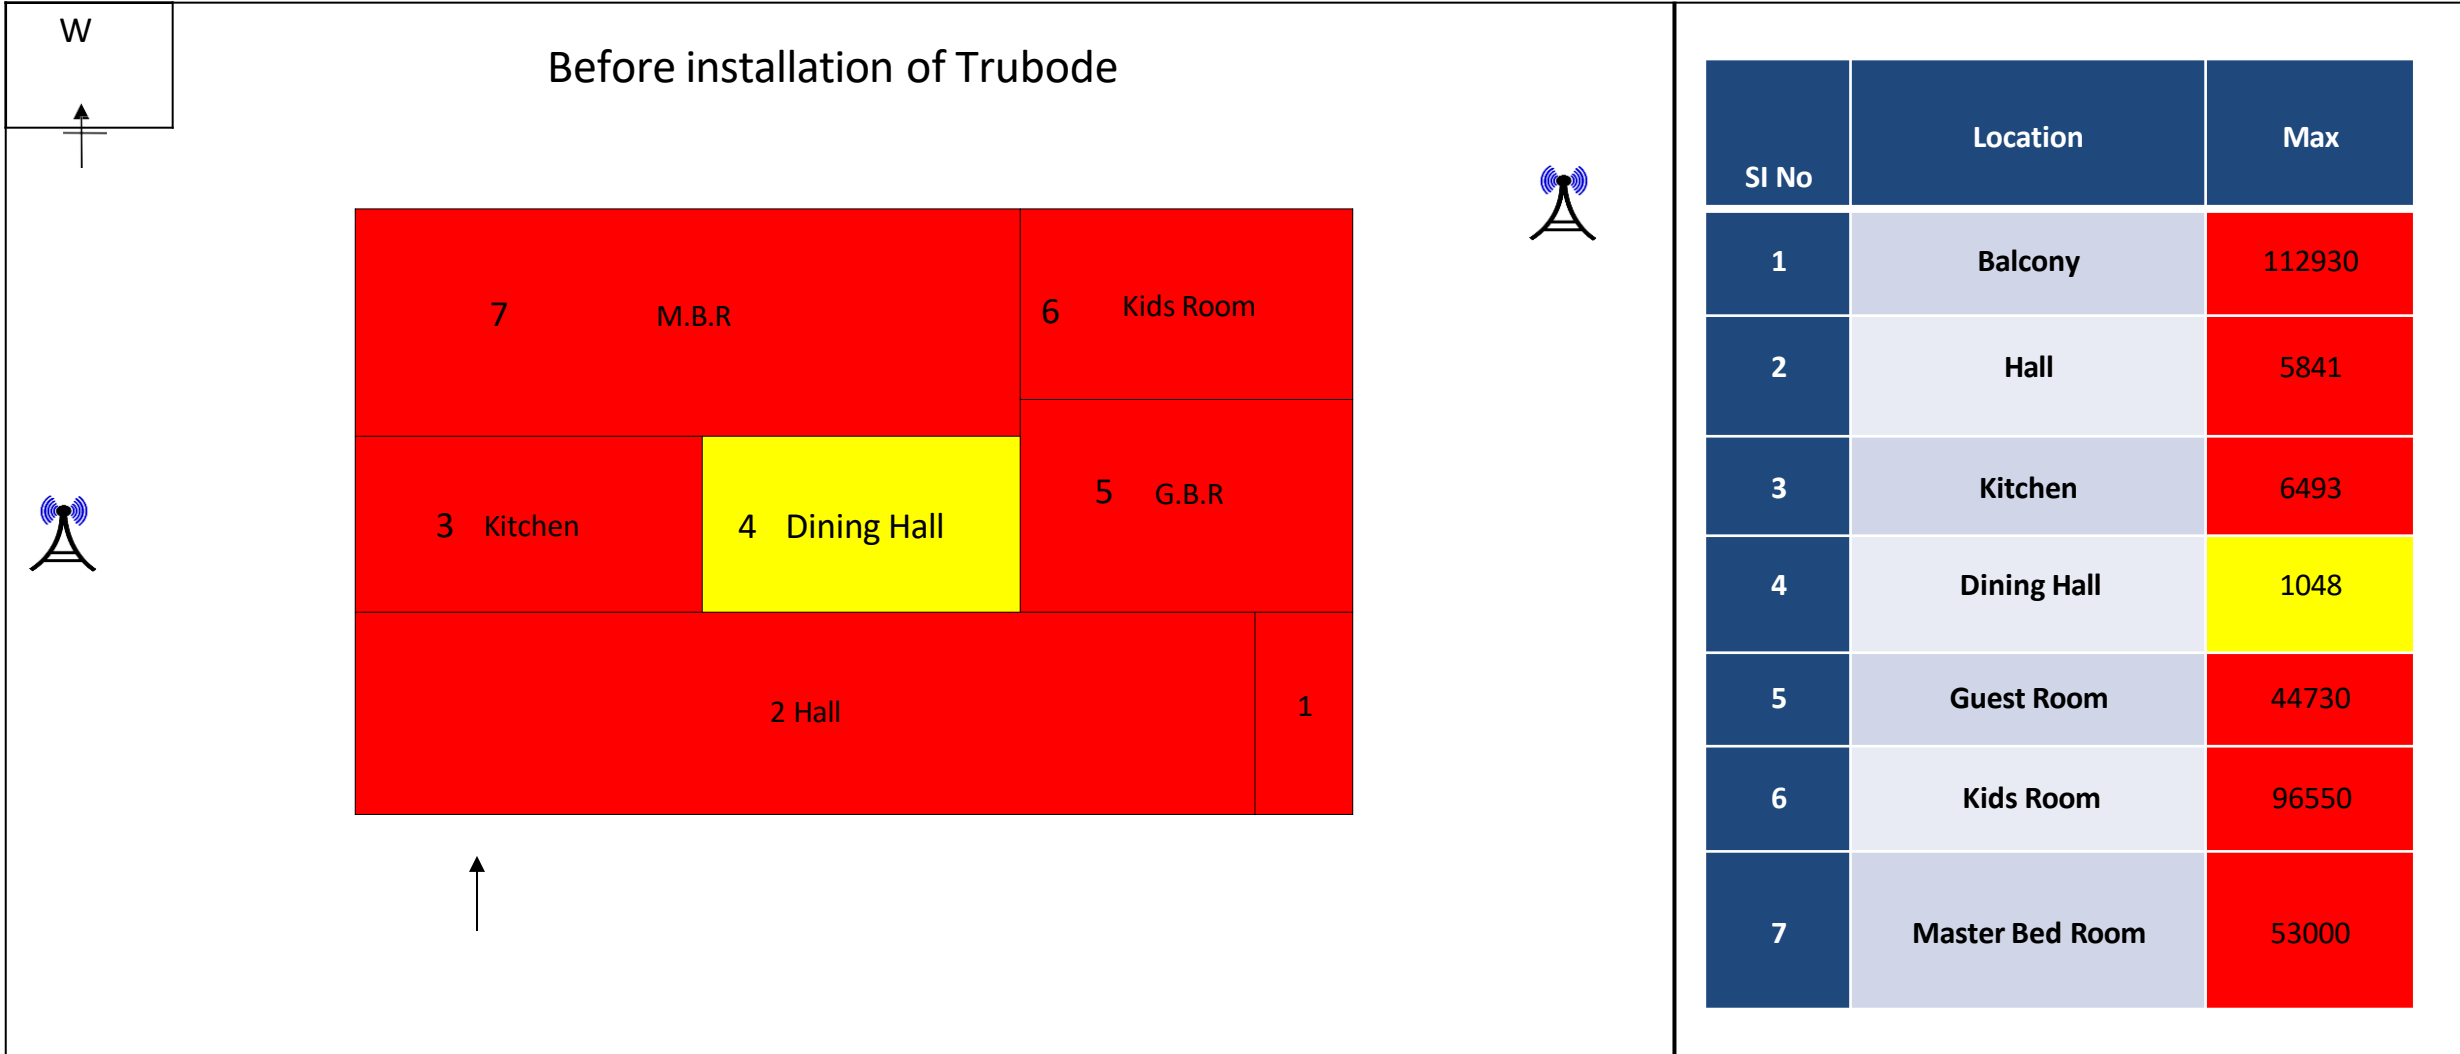 W
Before installation of Trubode
7 M.B.R
6 Kids Room
3 Kitchen
4 Dining Hall
5 G.B.R
2 Hall
1
SI No Location Max
1 Balcony 112930
2 Hall 5841
3 Kitchen 6493
4 Dining Hall 1048
5 Guest Room 44730
6 Kids Room 96550
7 Master Bed Room 53000